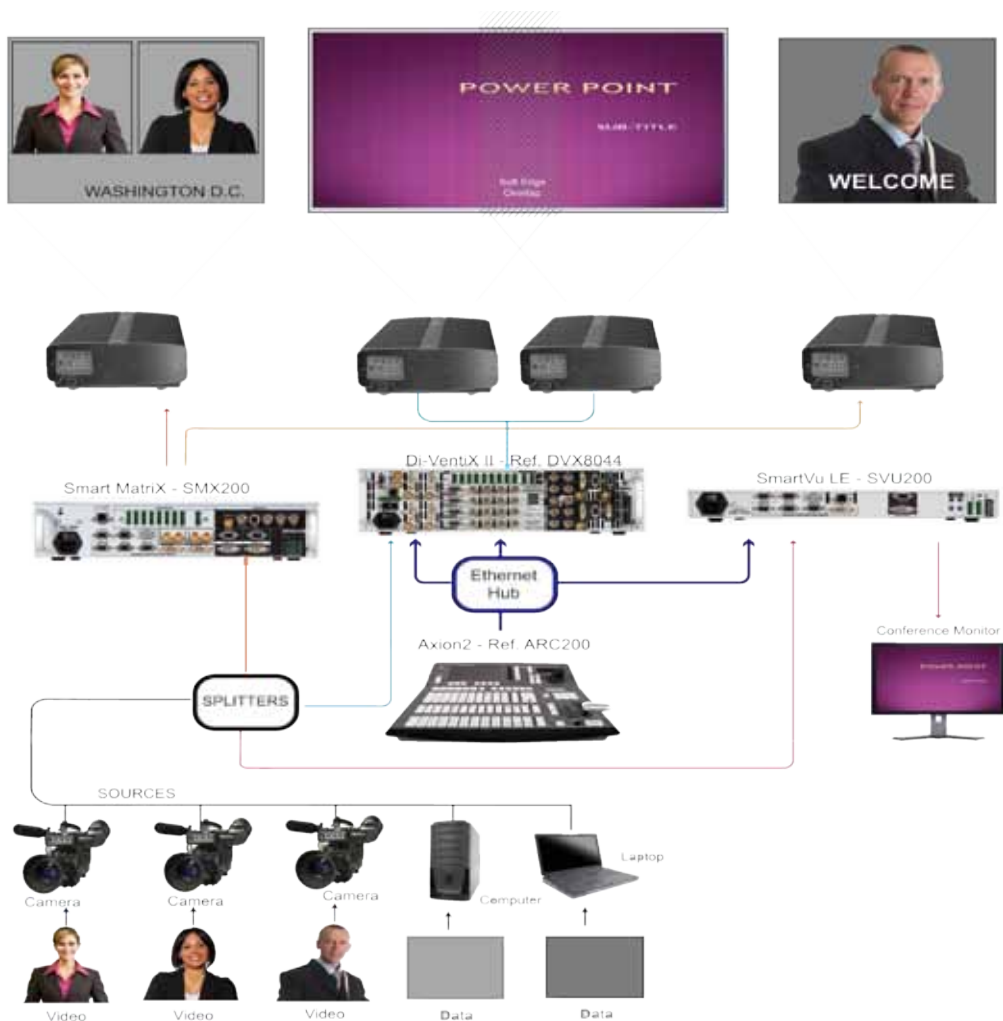 WASHINGTON D.C.
POWER POINT
SUB-TITLE
Soft Edge
Overlap
WELCOME
Smart MatriX - SMX200
Di-VentiX II - Ref. DVX8044
SmartVu LE - SVU200
Ethernet
Hub
Axion2 - Ref. ARC200
Conference Monitor
POWER POINT
SPLITTERS
SOURCES
Camera
Camera
Camera
Computer
Laptop
Video
Video
Video
Data
Data